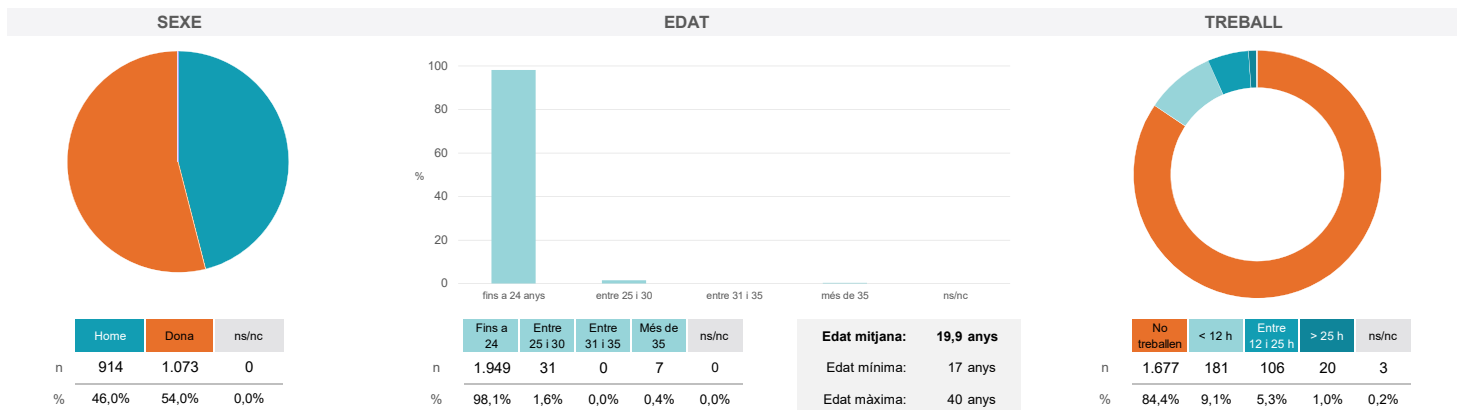 SEXE EDAT TREBALL
100
80
60
%
40
20
0
fins a 24 anys entre 25 i 30 entre 31 i 35 més de 35 ns/nc
Home Dona ns/nc
n 914 1.073 0
% 46,0% 54,0% 0,0%
Fins a 24 Entre 25 i 30 Entre 31 i 35 Més de 35 ns/nc
n 1.949 31 0 7 0
% 98,1% 1,6% 0,0% 0,4% 0,0%
Edat mitjana: 19,9 anys
Edat mínima: 17 anys
Edat màxima: 40 anys
No treballen < 12 h Entre 12 i 25 h > 25 h ns/nc
n 1.677 181 106 20 3
% 84,4% 9,1% 5,3% 1,0% 0,2%